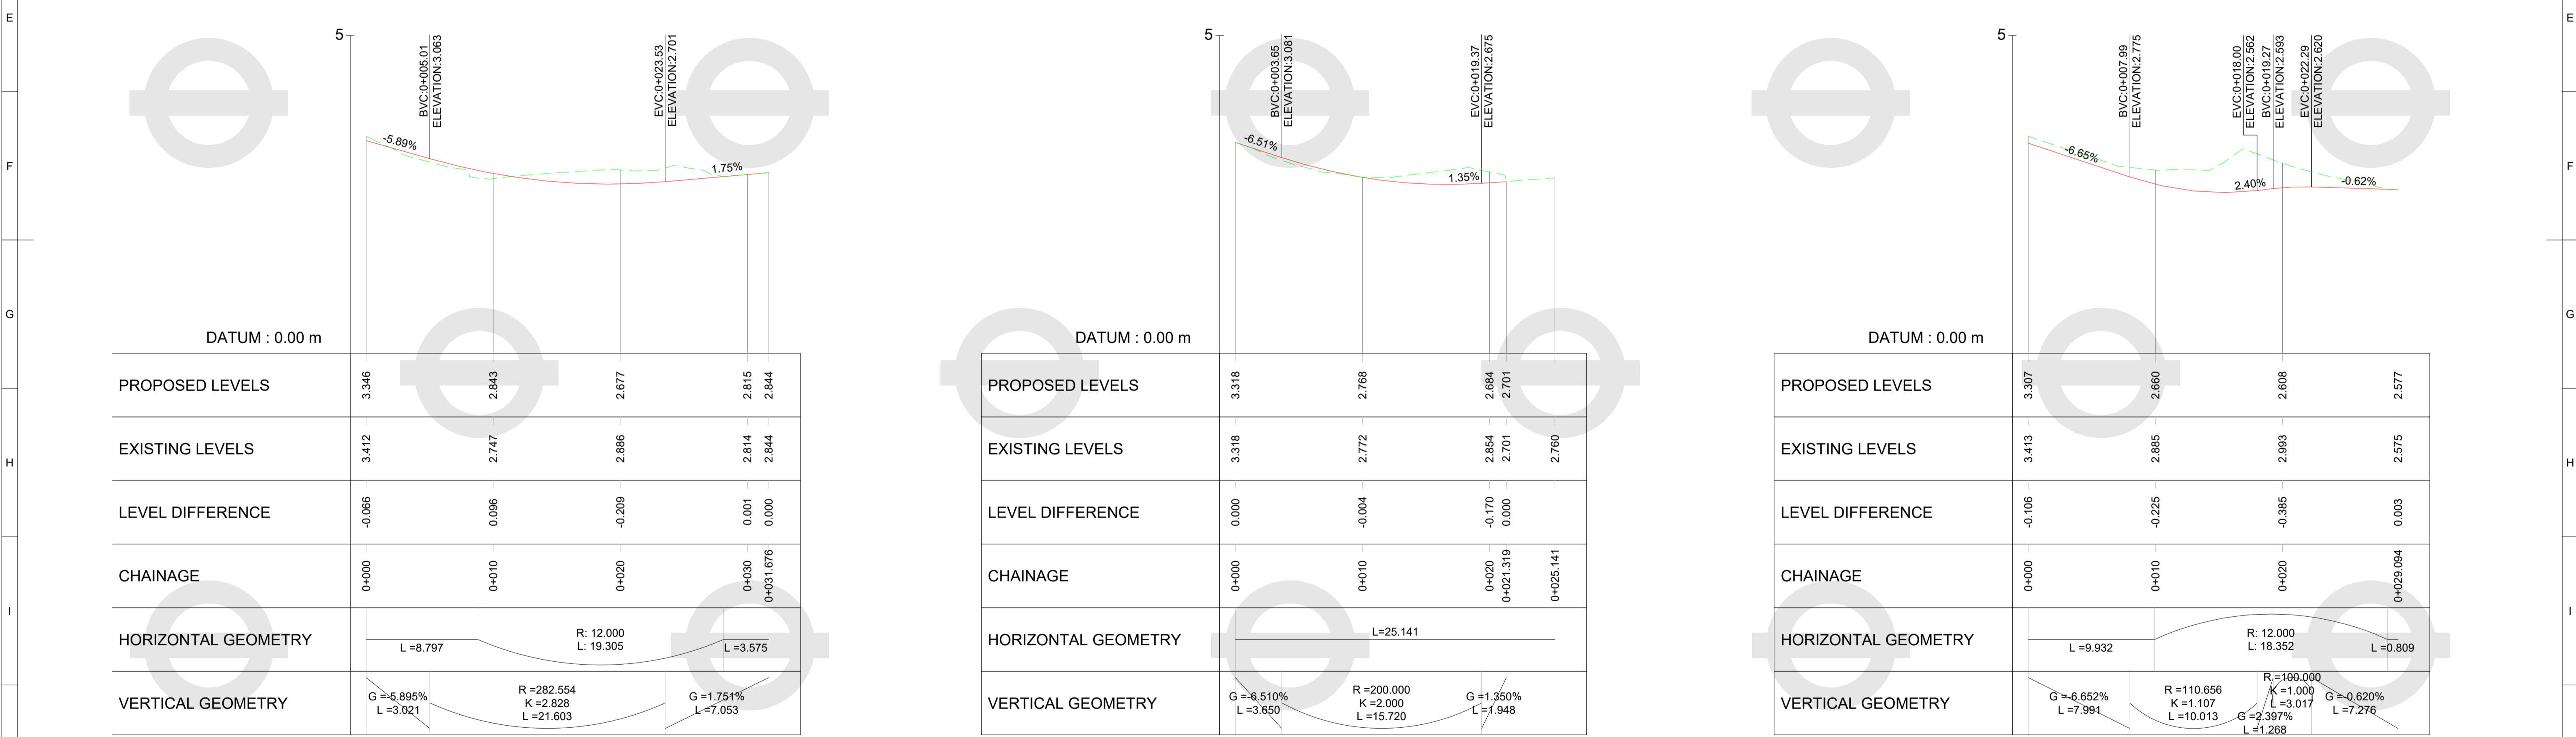 E
F
G
H
I
5
BVC:0+005.01
ELEVATION:3.063
EVC:0+023.53
ELEVATION:2.701
-5.89%
1.75%
DATUM : 0.00 m
PROPOSED LEVELS
3.346
2.843
2.677
2.815
2.844
EXISTING LEVELS
3.412
2.747
2.886
2.814
2.844
LEVEL DIFFERENCE
-0.066
0.096
-0.209
0.001
0.000
CHAINAGE
0+000
0+010
0+020
0+030
0+031.676
HORIZONTAL GEOMETRY
L =8.797
R: 12.000
L: 19.305
L =3.575
VERTICAL GEOMETRY
G =-5.895%
L =3.021
R =282.554
K =2.828
L =21.603
G =1.751%
L =7.053
5
BVC:0+003.65
ELEVATION:3.081
EVC:0+019.37
ELEVATION:2.675
-6.51%
1.35%
DATUM : 0.00 m
PROPOSED LEVELS
3.318
2.768
2.684
2.701
EXISTING LEVELS
3.318
2.772
2.854
2.701
2.760
LEVEL DIFFERENCE
0.000
-0.004
-0.170
0.000
CHAINAGE
0+000
0+010
0+020
0+021.319
0+025.141
HORIZONTAL GEOMETRY
L=25.141
VERTICAL GEOMETRY
G =-6.510%
L =3.650
R =200.000
K =2.000
L =15.720
G =1.350%
L =1.948
5
BVC:0+007.99
ELEVATION:2.775
EVC:0+018.00
ELEVATION:2.562
BVC:0+019.27
ELEVATION:2.593
EVC:0+022.29
ELEVATION:2.620
-6.65%
2.40%
-0.62%
DATUM : 0.00 m
PROPOSED LEVELS
3.307
2.660
2.608
2.577
EXISTING LEVELS
3.413
2.885
2.993
2.575
LEVEL DIFFERENCE
-0.106
-0.225
-0.385
0.003
CHAINAGE
0+000
0+010
0+020
0+029.094
HORIZONTAL GEOMETRY
L =9.932
R: 12.000
L: 18.352
L =0.809
VERTICAL GEOMETRY
G =-6.652%
L =7.991
R =110.656
K =1.107
L =10.013
G =2.397%
L =1.268
R =100.000
K =1.000
L =3.017
G =-0.620%
L =7.276
E
F
G
H
I